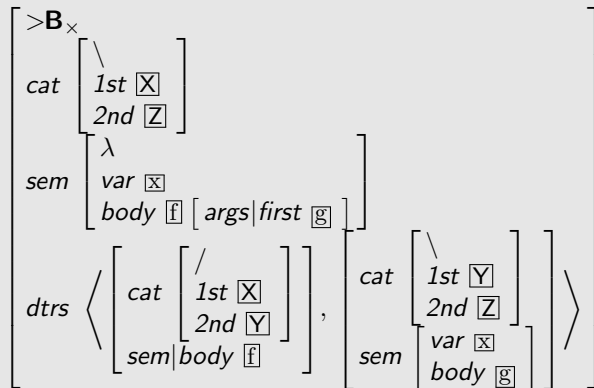 >B×
cat [ \
1st X
2nd Z ]
sem [ λ
var x
body f [ args|first g ] ]
dtrs ⟨ [ cat [ /
1st X
2nd Y ]
sem|body f ] , [ cat [ \
1st Y
2nd Z ]
sem [ var x
body g ] ] ⟩